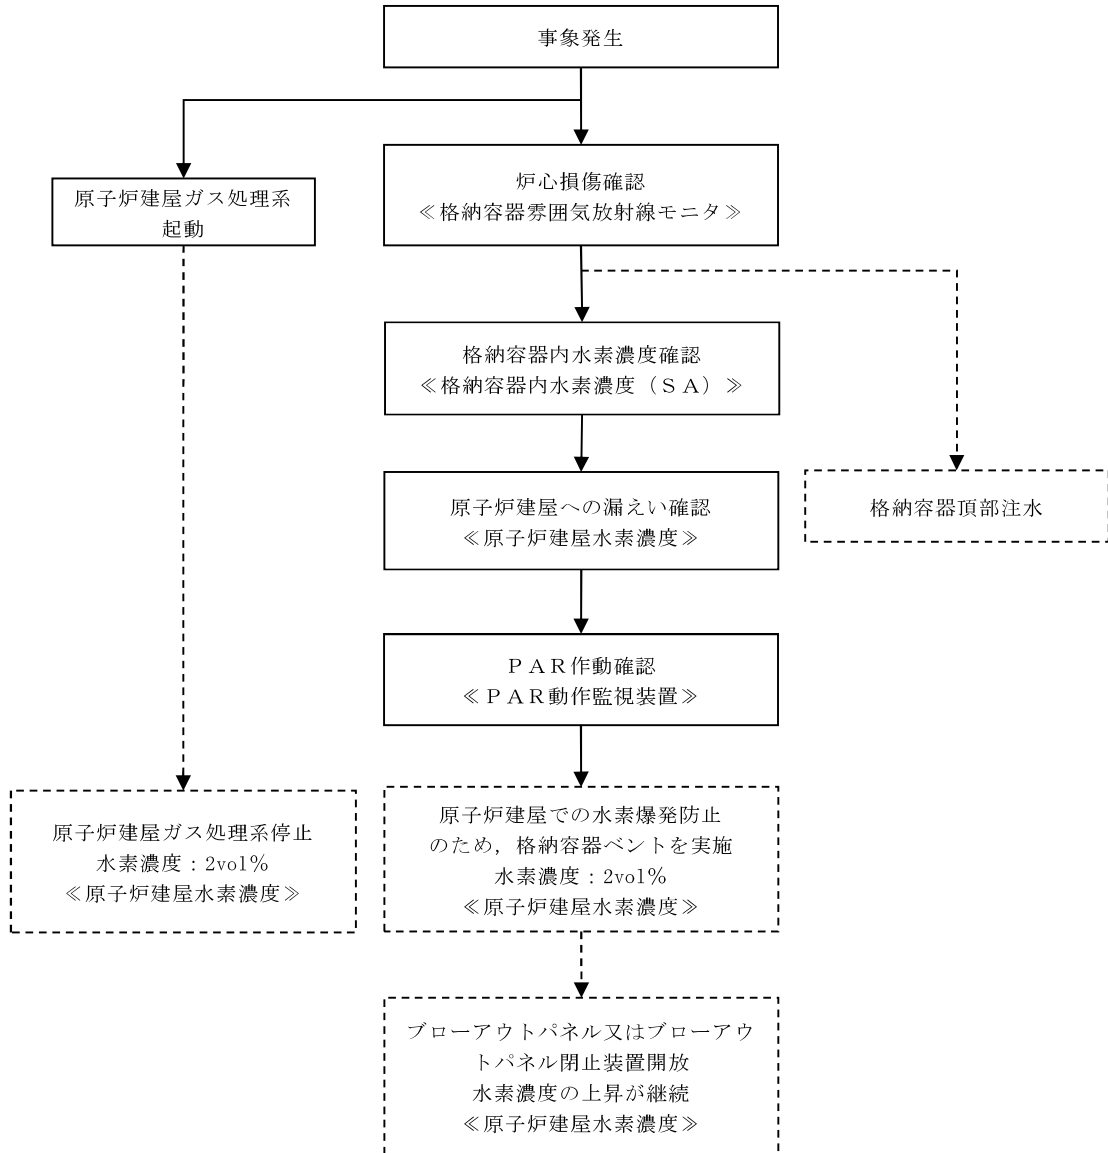 事象発生
原子炉建屋ガス処理系
起動
炉心損傷確認
≪格納容器雰囲気放射線モニタ≫
格納容器内水素濃度確認
≪格納容器内水素濃度（ＳＡ）≫
原子炉建屋への漏えい確認
≪原子炉建屋水素濃度≫
格納容器頂部注水
ＰＡＲ作動確認
≪ＰＡＲ動作監視装置≫
原子炉建屋ガス処理系停止
水素濃度：2vol％
≪原子炉建屋水素濃度≫
原子炉建屋での水素爆発防止
のため，格納容器ベントを実施
水素濃度：2vol％
≪原子炉建屋水素濃度≫
ブローアウトパネル又はブローアウ
トパネル閉止装置開放
水素濃度の上昇が継続
≪原子炉建屋水素濃度≫